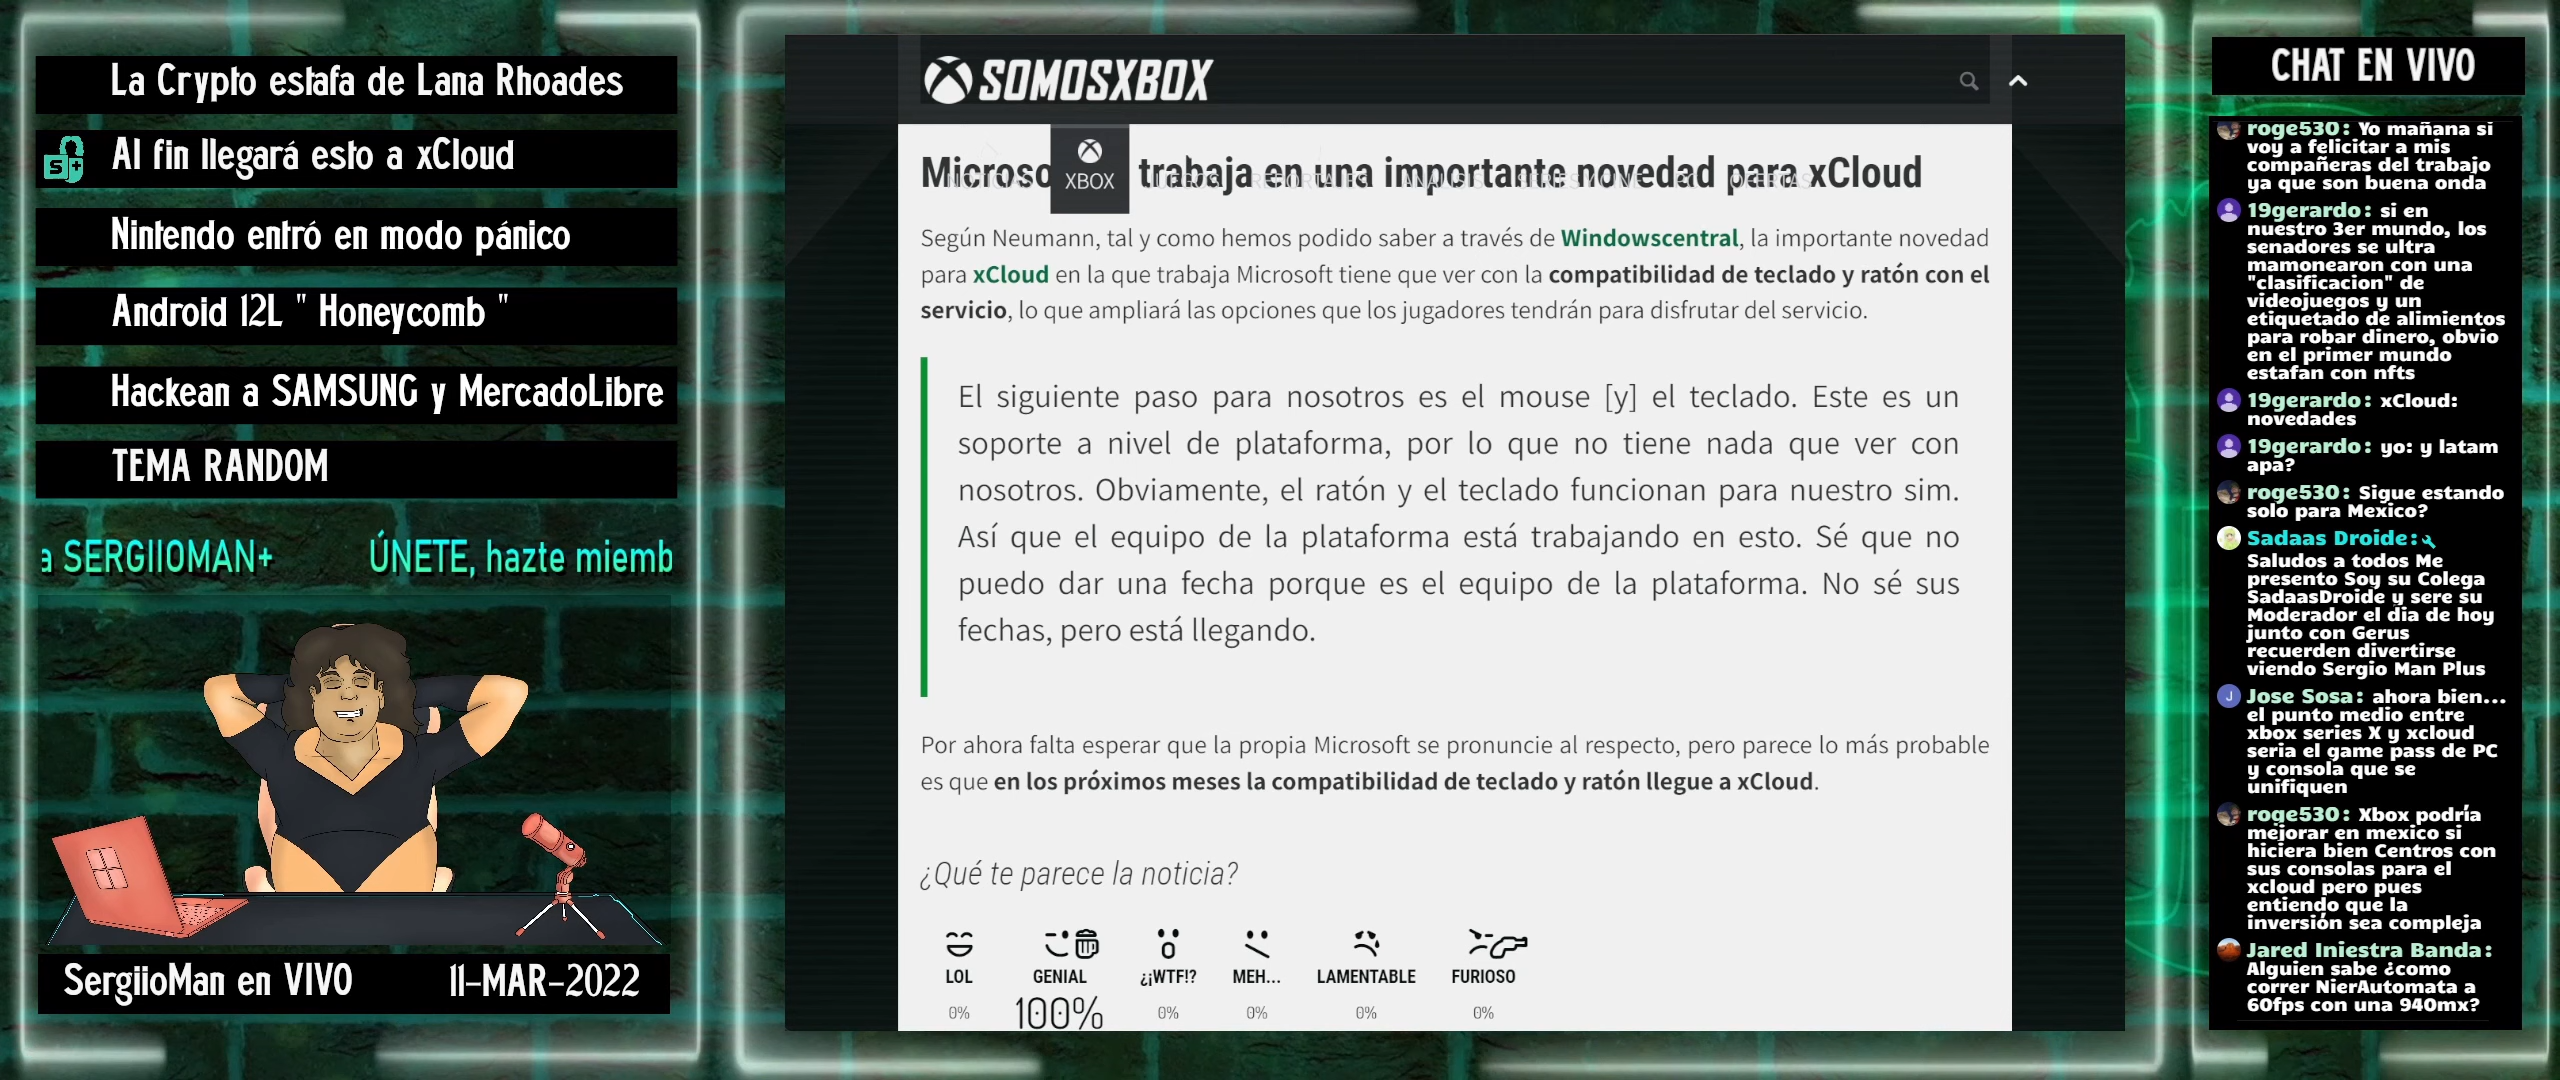 La Crypto estafa de Lana Rhoades
Al fin llegará esto a xCloud
Nintendo entró en modo pánico
Android 12L " Honeycomb "
Hackean a SAMSUNG y MercadoLibre
TEMA RANDOM
a SERGIIOMAN+ ÚNETE, hazte miemb
SergiioMan en VIVO 11-MAR-2022
SOMOSXBOX
NOTICIAS XBOX JUEGOS REPORTAJES ANÁLISIS SERIES Y CINE PC OFERTAS
Microso trabaja en una importante novedad para xCloud
Según Neumann, tal y como hemos podido saber a través de Windowscentral, la importante novedad
para xCloud en la que trabaja Microsoft tiene que ver con la compatibilidad de teclado y ratón con el
servicio, lo que ampliará las opciones que los jugadores tendrán para disfrutar del servicio.
El siguiente paso para nosotros es el mouse [y] el teclado. Este es un
soporte a nivel de plataforma, por lo que no tiene nada que ver con
nosotros. Obviamente, el ratón y el teclado funcionan para nuestro sim.
Así que el equipo de la plataforma está trabajando en esto. Sé que no
puedo dar una fecha porque es el equipo de la plataforma. No sé sus
fechas, pero está llegando.
Por ahora falta esperar que la propia Microsoft se pronuncie al respecto, pero parece lo más probable
es que en los próximos meses la compatibilidad de teclado y ratón llegue a xCloud.
¿Qué te parece la noticia?
LOL GENIAL ¿¡WTF!? MEH... LAMENTABLE FURIOSO
0% 100% 0% 0% 0% 0%
CHAT EN VIVO
roge530: Yo mañana si
voy a felicitar a mis
compañeras del trabajo
ya que son buena onda
19gerardo: si en
nuestro 3er mundo, los
senadores se ultra
mamonearon con una
"clasificacion" de
videojuegos y un
etiquetado de alimientos
para robar dinero, obvio
en el primer mundo
estafan con nfts
19gerardo: xCloud:
novedades
19gerardo: yo: y latam
apa?
roge530: Sigue estando
solo para Mexico?
Sadaas Droide:
Saludos a todos Me
presento Soy su Colega
SadaasDroide y sere su
Moderador el dia de hoy
junto con Gerus
recuerden divertirse
viendo Sergio Man Plus
J Jose Sosa: ahora bien...
el punto medio entre
xbox series X y xcloud
seria el game pass de PC
y consola que se
unifiquen
roge530: Xbox podría
mejorar en mexico si
hiciera bien Centros con
sus consolas para el
xcloud pero pues
entiendo que la
inversión sea compleja
Jared Iniestra Banda:
Alguien sabe ¿como
correr NierAutomata a
60fps con una 940mx?